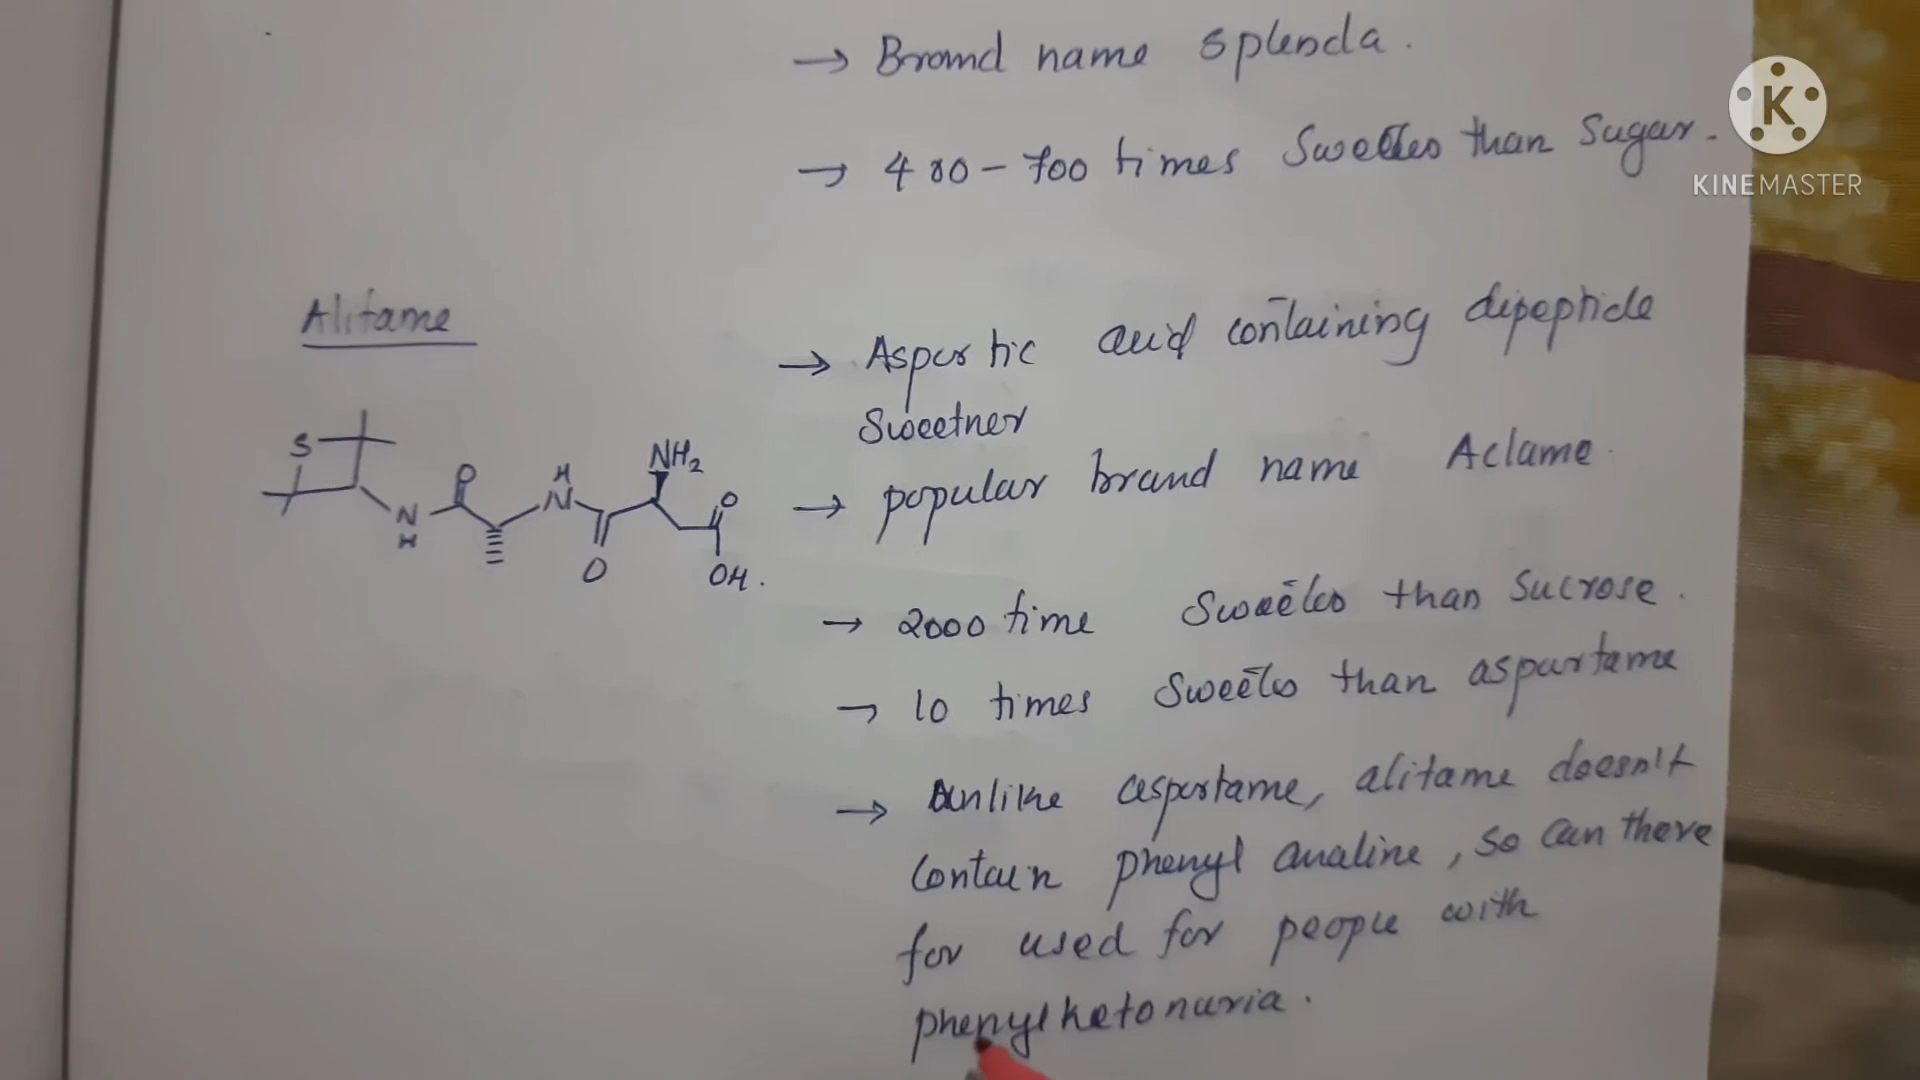 → Brand name Splenda.
→ 400-700 times Sweeter than Sugar.
K
KINEMASTER
Alitame
→ Aspartic acid containing dipeptide
Sweetner
→ popular brand name Aclame.
→ 2000 time Sweeter than Sucrose.
→ 10 times Sweeter than aspartame
→ Unlike aspartame, alitame doesn't
contain phenyl analine, so can there
for used for people with
phenylketonuria.
S
O
N
H
H
N
O
NH2
O
OH.